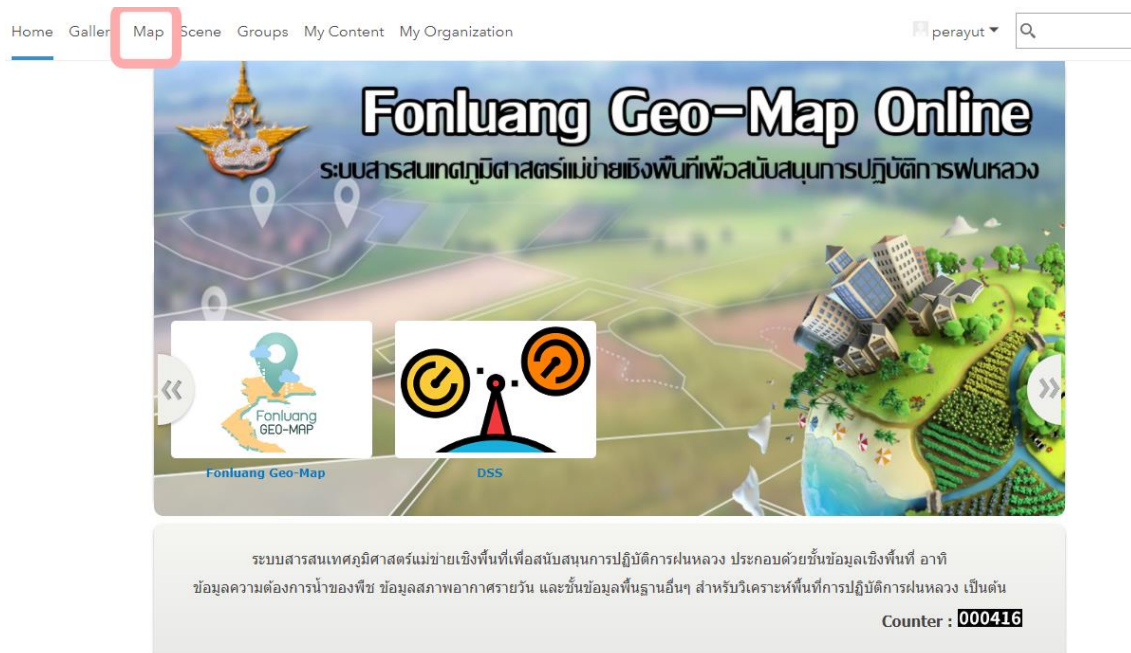 Home Galler Map Scene Groups My Content My Organization perayut
Fonluang Geo-Map Online
ระบบสารสนเทศภูมิศาสตร์แม่ข่ายเชิงพื้นที่เพื่อสนับสนุนการปฏิบัติการฝนหลวง
Fonluang
GEO-MAP
Fonluang Geo-Map DSS
ระบบสารสนเทศภูมิศาสตร์แม่ข่ายเชิงพื้นที่เพื่อสนับสนุนการปฏิบัติการฝนหลวง ประกอบด้วยชั้นข้อมูลเชิงพื้นที่ อาทิ
ข้อมูลความต้องการน้ำของพืช ข้อมูลสภาพอากาศรายวัน และชั้นข้อมูลพื้นฐานอื่นๆ สำหรับวิเคราะห์พื้นที่การปฏิบัติการฝนหลวง เป็นต้น
Counter : 000416